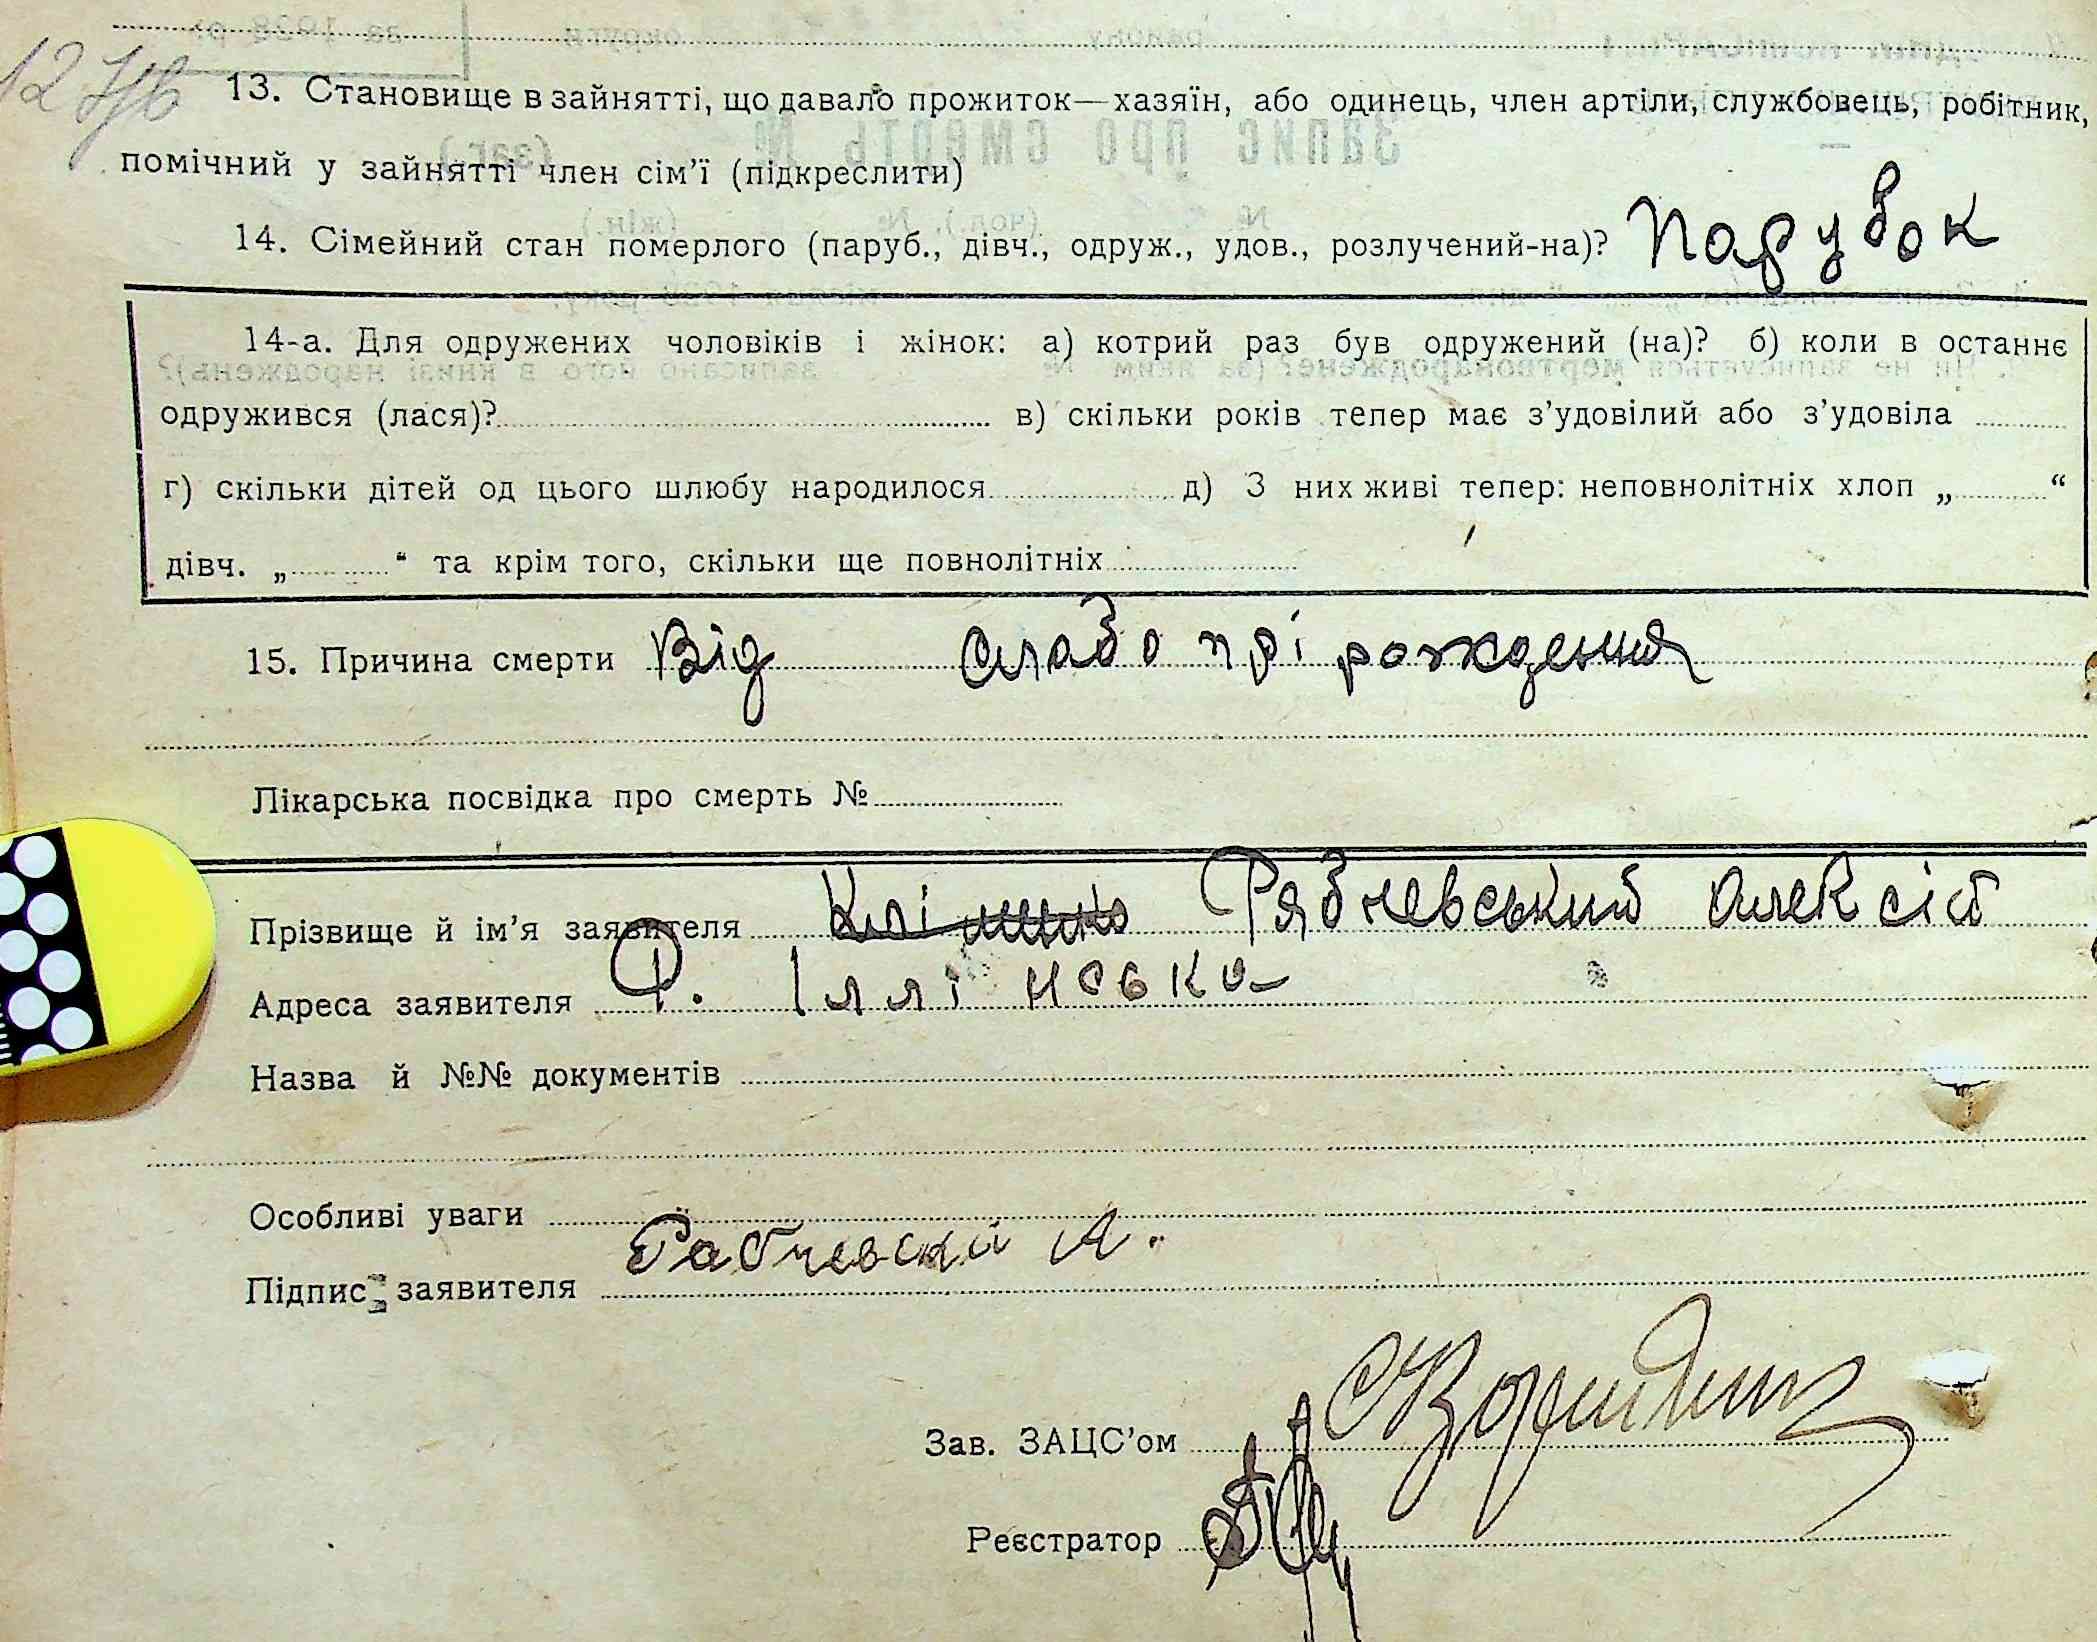 12
13. Становище в зайнятті, що давало прожиток—хазяїн, або одинець, член артіли, службовець, робітник,
помічний у зайнятті член сім’ї (підкреслити)
14. Сімейний стан померлого (паруб., дівч., одруж., удов., розлучений-на)? Парубок
14-а. Для одружених чоловіків і жінок: а) котрий раз був одружений (на)? б) коли в останнє
одружився (лася)? в) скільки років тепер має з’удовілий або з’удовіла
г) скільки дітей од цього шлюбу народилося д) З них живі тепер: неповнолітніх хлоп „ “
дівч. „ “ та крім того, скільки ще повнолітніх
15. Причина смерти Від слабо прі рождения
Лікарська посвідка про смерть №
Прізвище й ім’я заявителя Рябчевський Олексій
Адреса заявителя Р. Іллінська
Назва й №№ документів
Особливі уваги
Підпис заявителя Рабчевски А.
Зав. ЗАЦС’ом
Реєстратор